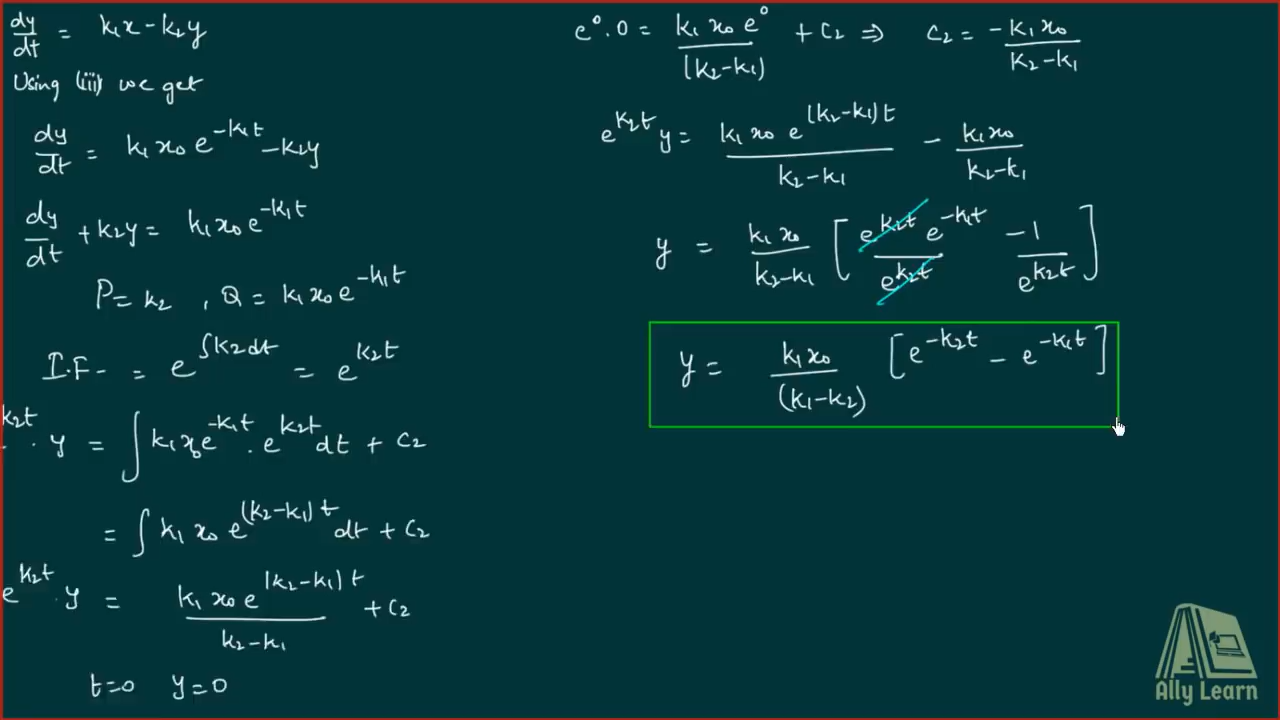 dy/dt = k₁x - k₂y
Using (iii) we get
dy/dt = k₁x₀e^(-k₁t) - k₂y
dy/dt + k₂y = k₁x₀e^(-k₁t)
P = k₂ , Q = k₁x₀e^(-k₁t)
I.F- = e^(∫k₂dt) = e^(k₂t)
k₂t · y = ∫ k₁x₀e^(-k₁t) . e^(k₂t) dt + C₂
= ∫ k₁x₀e^((k₂-k₁)t) dt + C₂
e^(k₂t) · y = k₁x₀e^((k₂-k₁)t) / (k₂-k₁) + C₂
t=0 y=0
e⁰.0 = k₁x₀e⁰/(k₂-k₁) + C₂ ⇒ C₂ = -k₁x₀/(k₂-k₁)
e^(k₂t) y = k₁x₀e^((k₂-k₁)t)/(k₂-k₁) - k₁x₀/(k₂-k₁)
y = k₁x₀/(k₂-k₁) [e^(k₂t) e^(-k₁t)/e^(k₂t) -1/e^(k₂t)]
y = k₁x₀/(k₁-k₂) [e^(-k₂t) - e^(-k₁t)]
Ally Learn